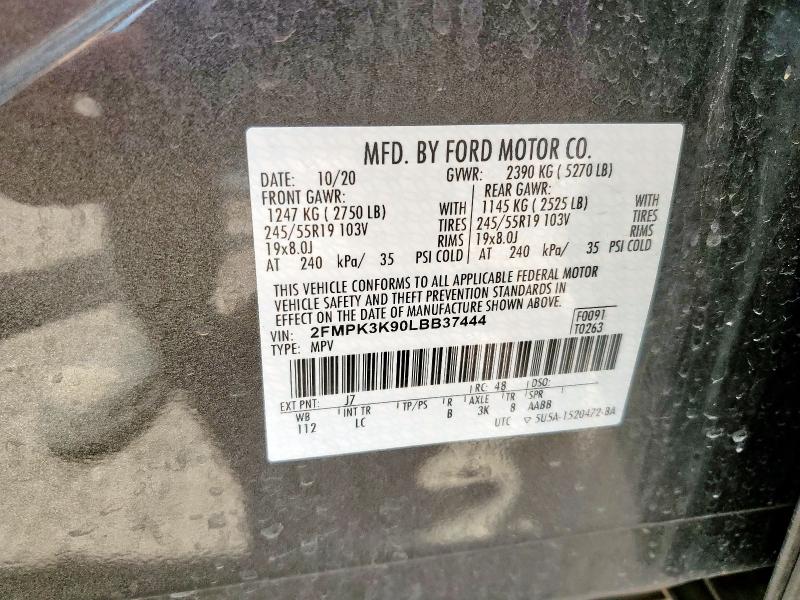 MFD. BY FORD MOTOR CO.
DATE: 10/20 GVWR: 2390 KG ( 5270 LB)
FRONT GAWR: REAR GAWR:
1247 KG ( 2750 LB) WITH 1145 KG ( 2525 LB) WITH
245/55R19 103V TIRES 245/55R19 103V TIRES
19x8.0J RIMS 19x8.0J RIMS
AT 240 kPa/ 35 PSI COLD AT 240 kPa/ 35 PSI COLD
THIS VEHICLE CONFORMS TO ALL APPLICABLE FEDERAL MOTOR
VEHICLE SAFETY AND THEFT PREVENTION STANDARDS IN
EFFECT ON THE DATE OF MANUFACTURE SHOWN ABOVE.
VIN: 2FMPK3K90LBB37444 F0091
TYPE: MPV T0263
EXT PNT: J7 RC: 48 DSO:
WB INT TR TP/PS R AXLE TR SPR
112 LC B 3K 8 AABB
UTC ▽ 5U5A-1520472-BA